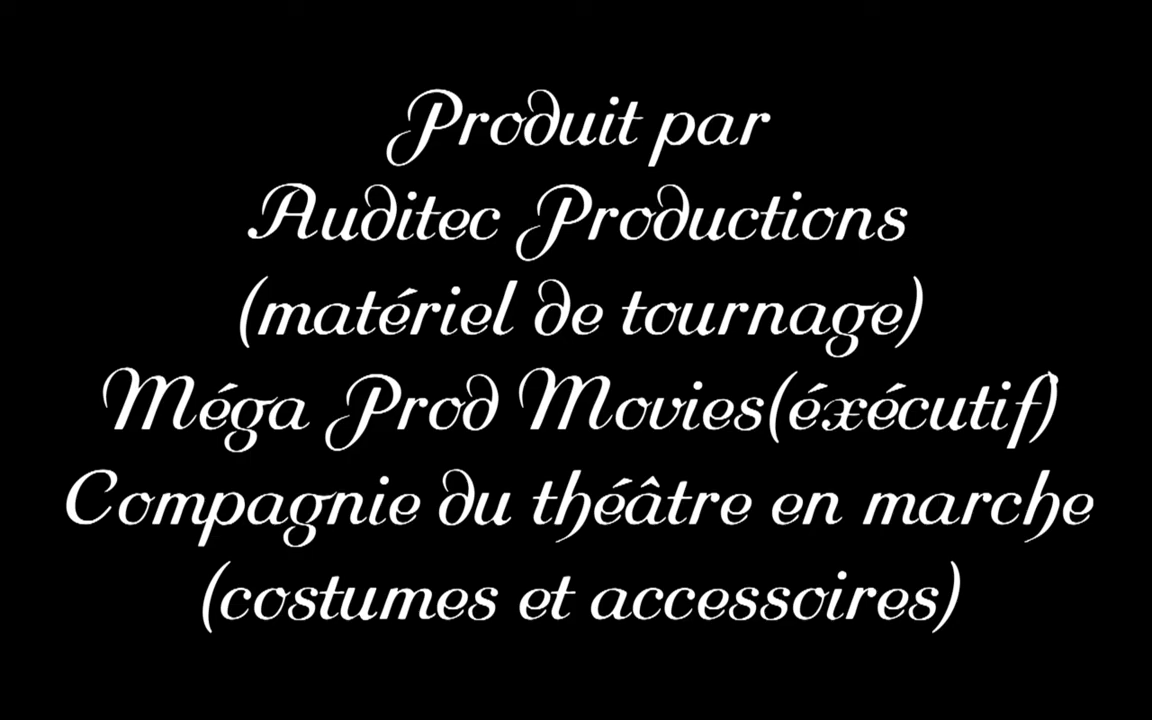 Produit par
Auditec Productions
(matériel de tournage)
Méga Prod Movies(éxécutif)
Compagnie du théâtre en marche
(costumes et accessoires)